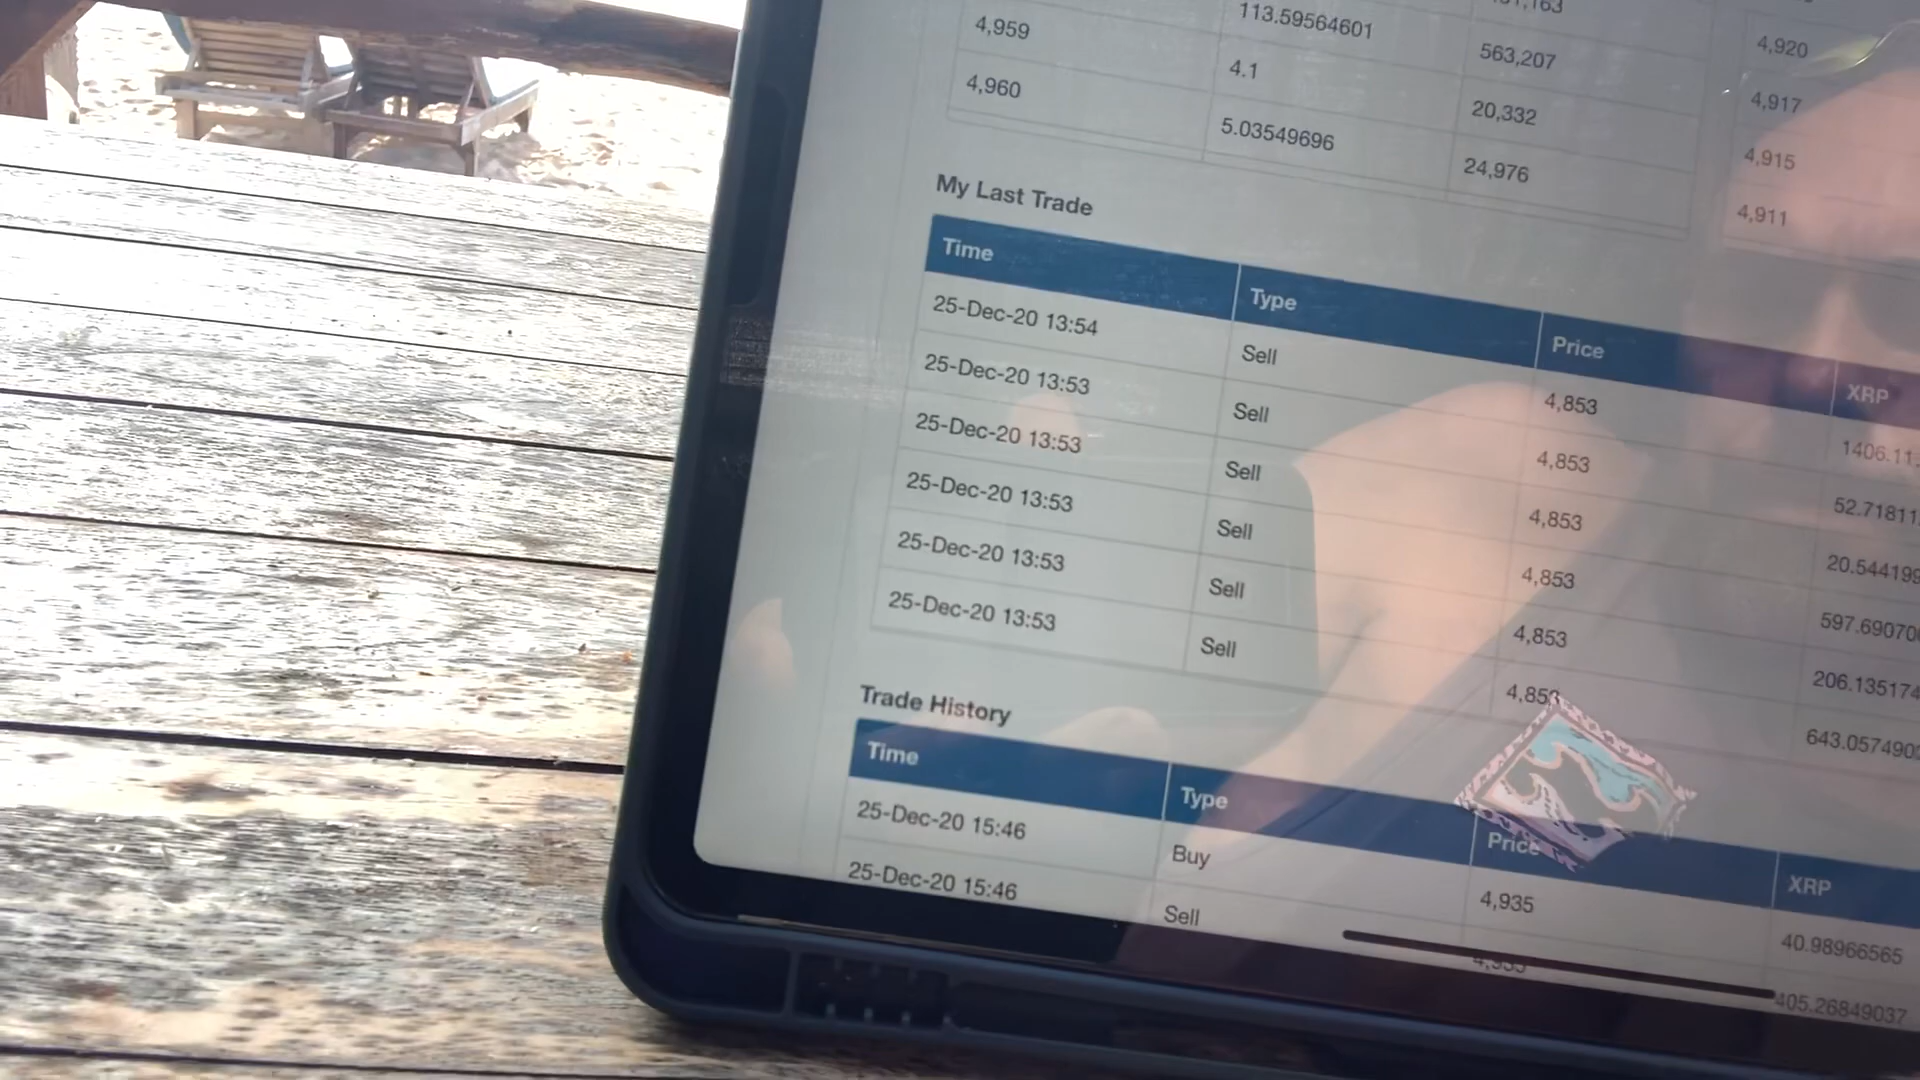 4,959 113.59564601 563,207 4,920
4,960 4.1 20,332 4,917
5.03549696 24,976 4,915
4,911
My Last Trade
Time Type Price XRP
25-Dec-20 13:54 Sell 4,853 1406.11
25-Dec-20 13:53 Sell 4,853 52.71811
25-Dec-20 13:53 Sell 4,853 20.544199
25-Dec-20 13:53 Sell 4,853 597.69070
25-Dec-20 13:53 Sell 4,853 206.135174
25-Dec-20 13:53 Sell 4,853 643.057490
Trade History
Time Type Price XRP
25-Dec-20 15:46 Buy 4,935 40.98966565
25-Dec-20 15:46 Sell 405.26849037